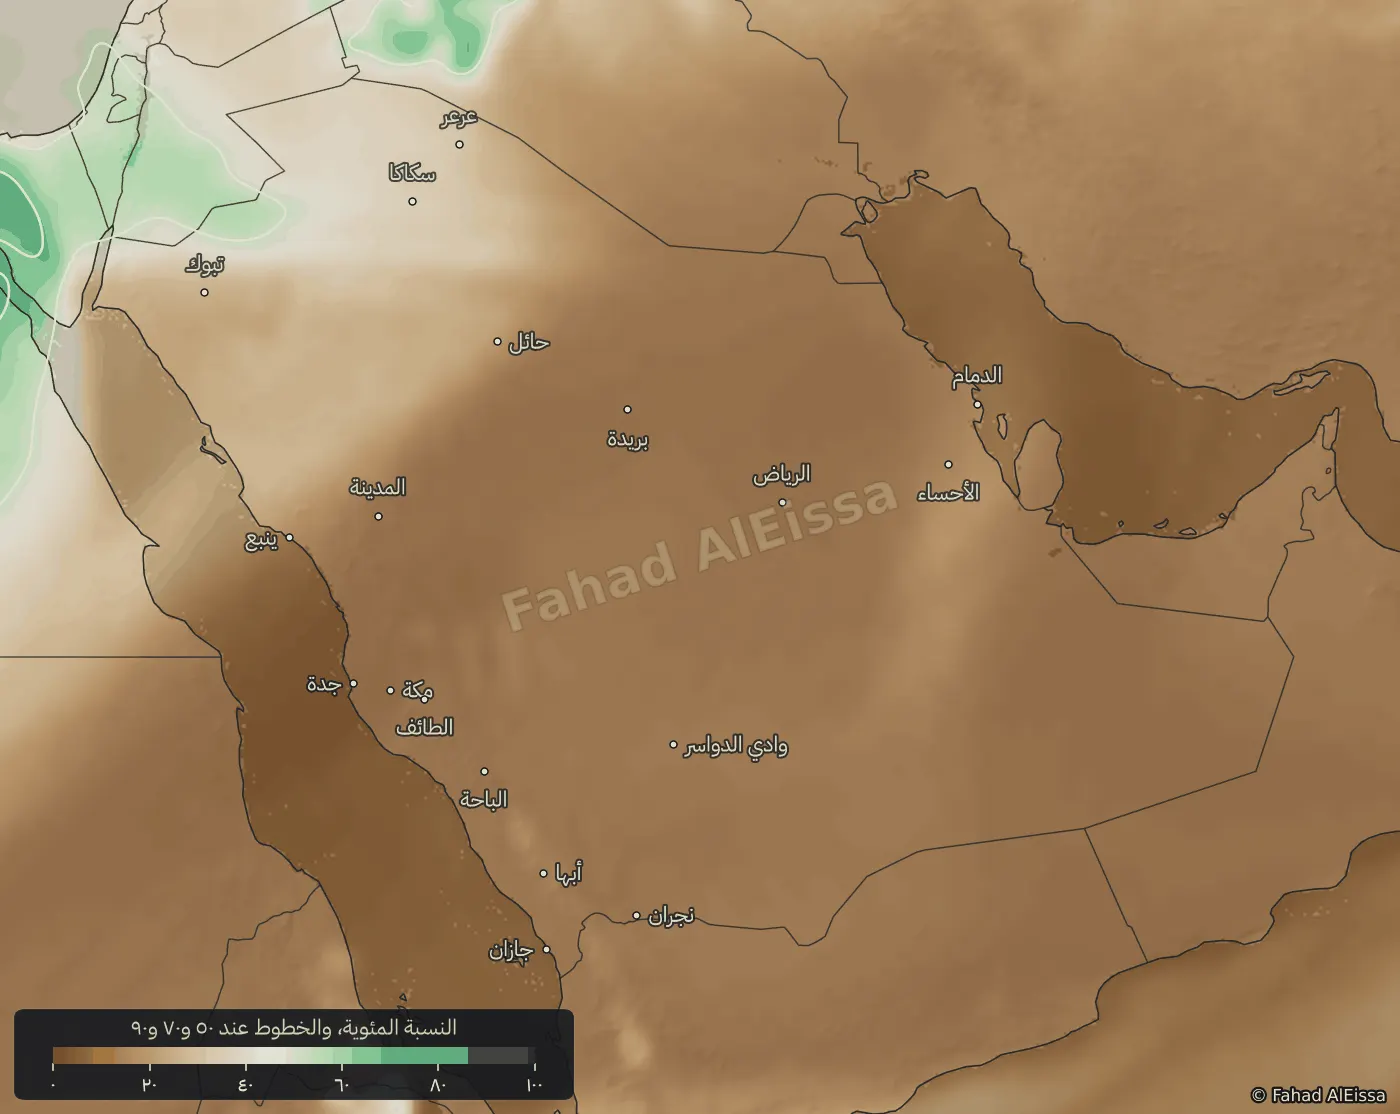 عرعر
سكاكا
تبوك
حائل
الدمام
بريدة
الرياض
المدينة
الأحساء
ينبع
Fahad AlEissa
جدة
مكة
الطائف
وادي الدواسر
الباحة
أبها
نجران
جازان
النسبة المئوية، والخطوط عند ٥٠ و٧٠ و٩٠
٠ ٢٠ ٤٠ ٦٠ ٨٠ ١٠٠
© Fahad AlEissa